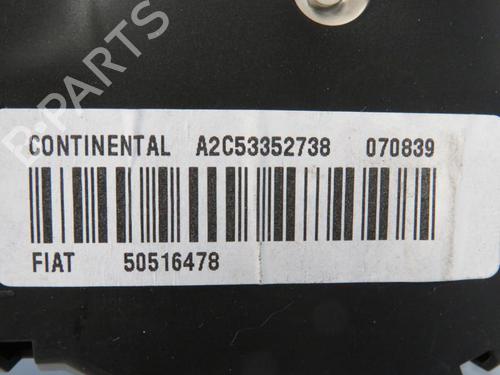 B-PARTS
CONTINENTAL A2C53352738 070839
FIAT 50516478